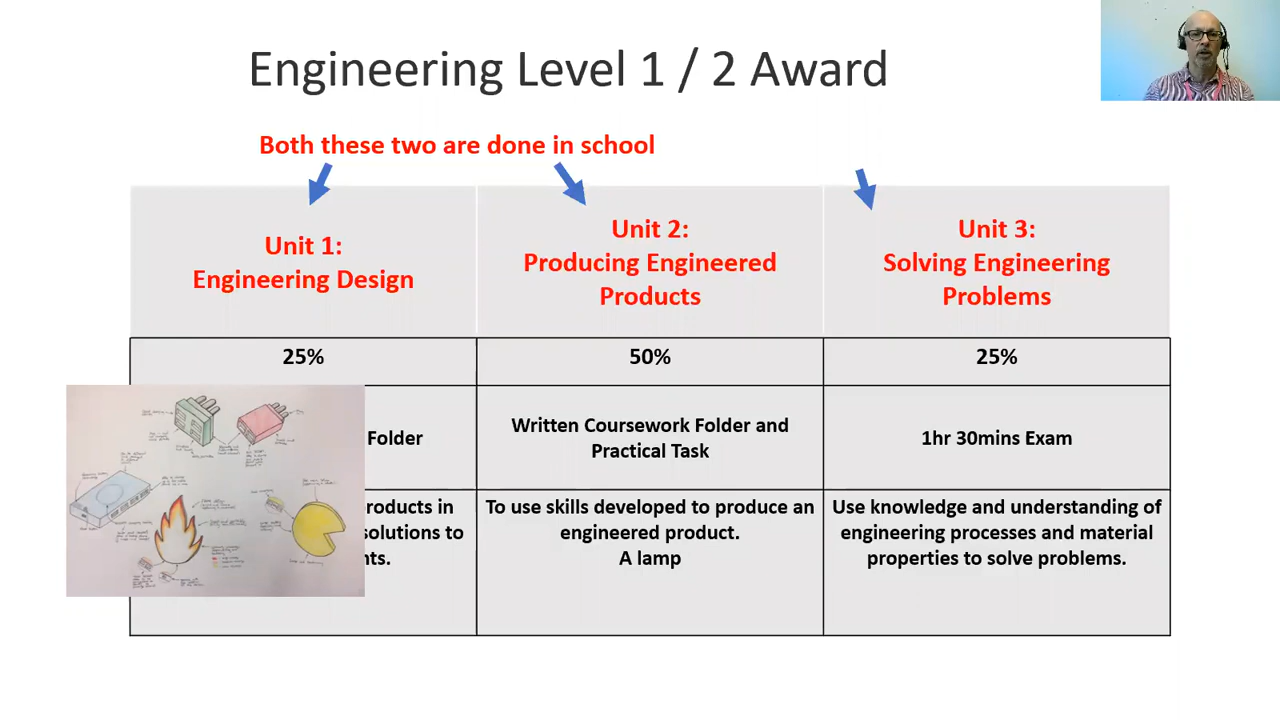 Engineering Level 1 / 2 Award
Both these two are done in school
Unit 1:
Engineering Design
Unit 2:
Producing Engineered
Products
Unit 3:
Solving Engineering
Problems
25%
50%
25%
Folder
Written Coursework Folder and
Practical Task
1hr 30mins Exam
products in
solutions to
To use skills developed to produce an
engineered product.
A lamp
Use knowledge and understanding of
engineering processes and material
properties to solve problems.